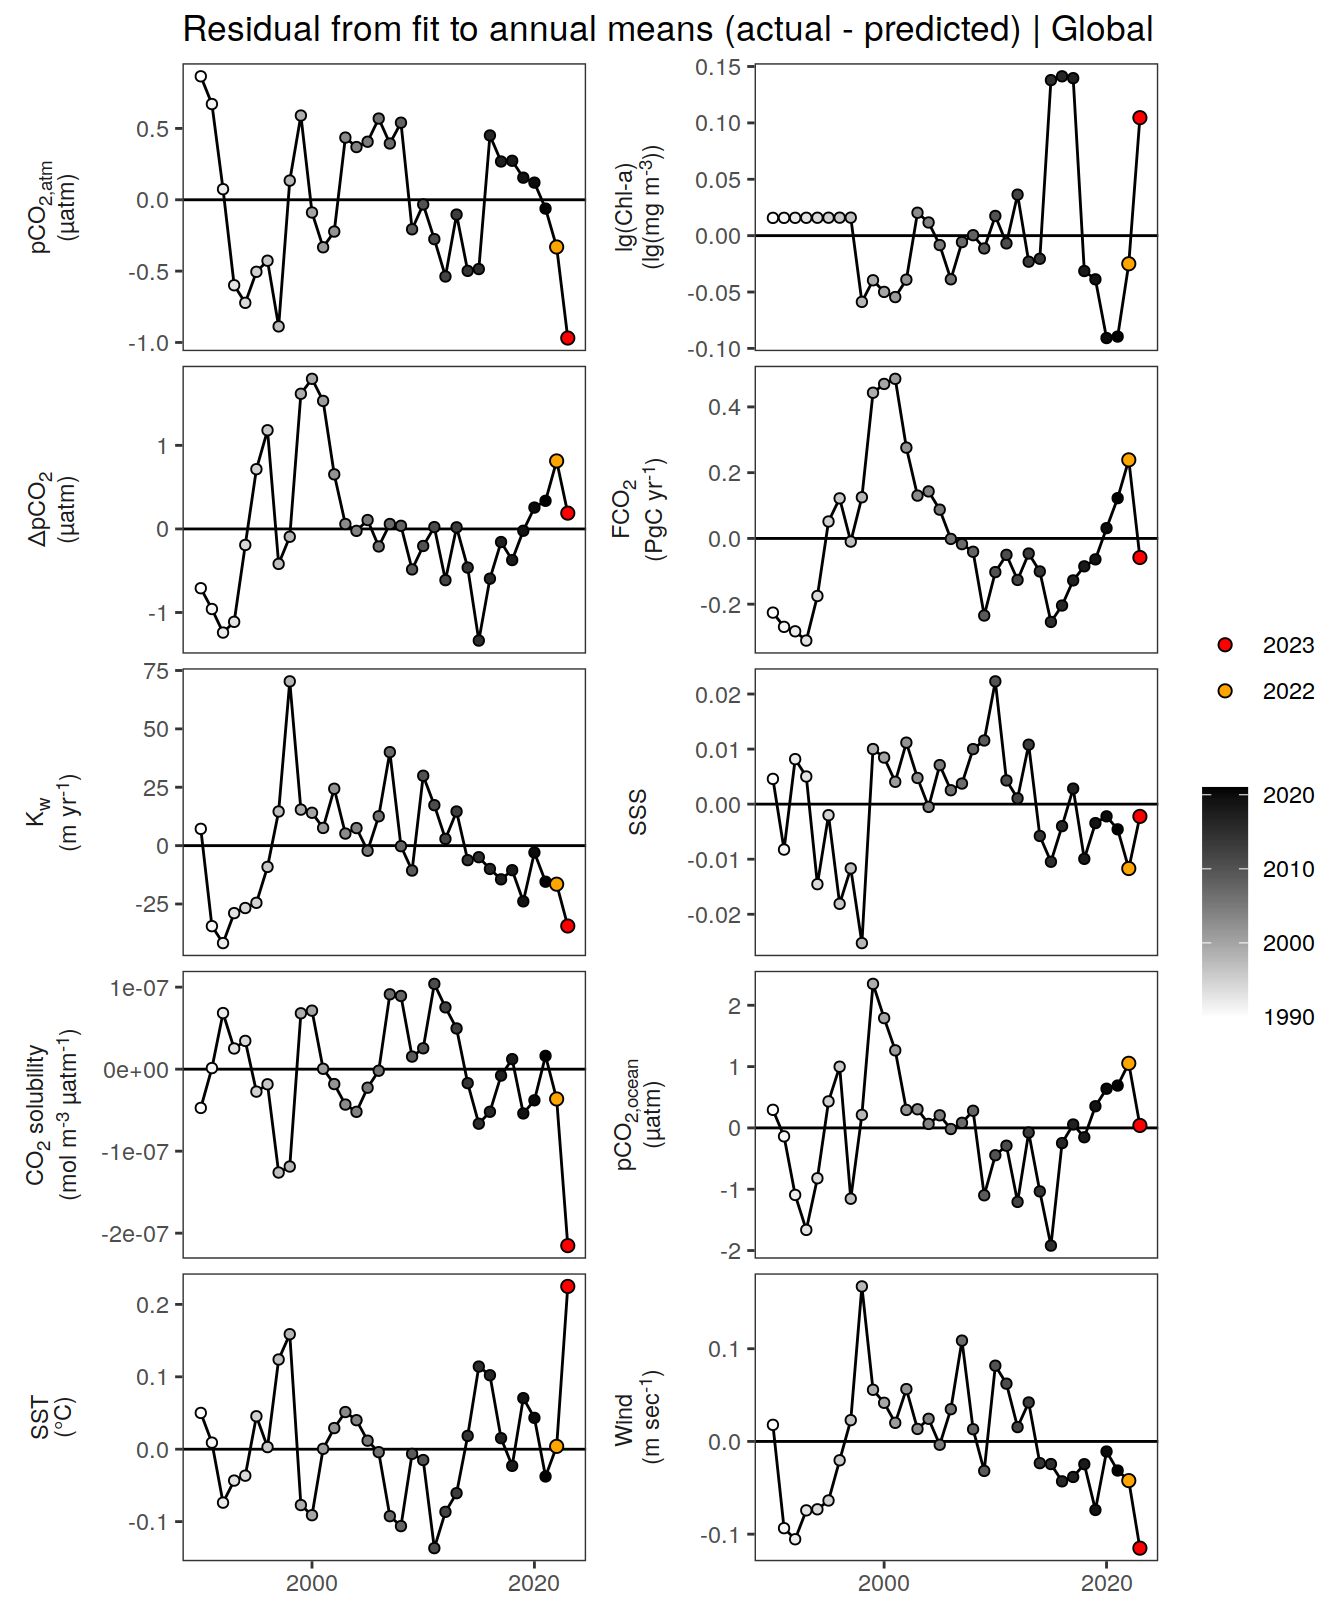 Residual from fit to annual means (actual - predicted) | Global
pCO2,atm
(µatm)
0.5
0.0
-0.5
-1.0
lg(Chl-a)
(lg(mg m-3))
0.15
0.10
0.05
0.00
-0.05
-0.10
ΔpCO2
(µatm)
1
0
-1
FCO2
(PgC yr-1)
0.4
0.2
0.0
-0.2
Kw
(m yr-1)
75
50
25
0
-25
SSS
0.02
0.01
0.00
-0.01
-0.02
CO2 solubility
(mol m-3 µatm-1)
1e-07
0e+00
-1e-07
-2e-07
pCO2,ocean
(µatm)
2
1
0
-1
-2
SST
(°C)
0.2
0.1
0.0
-0.1
2000
2020
Wind
(m sec-1)
0.1
0.0
-0.1
2000
2020
2023
2022
2020
2010
2000
1990